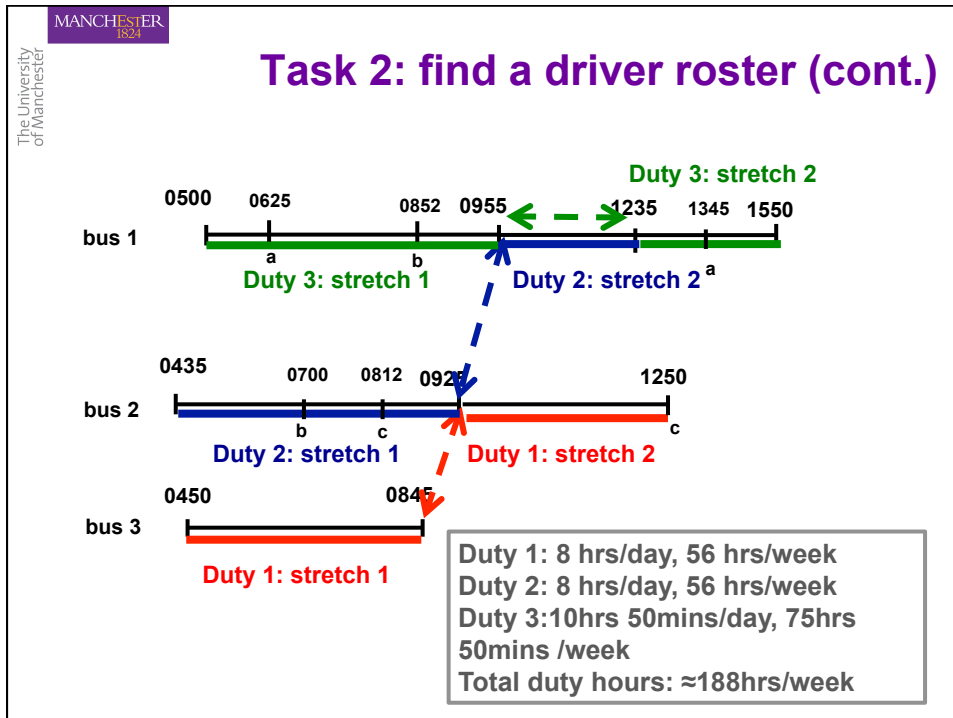 MANCHESTER
1824
The University
of Manchester
Task 2: find a driver roster (cont.)
Duty 3: stretch 2
0500 0625 0852 0955 1235 1345 1550
bus 1
a b a
Duty 3: stretch 1 Duty 2: stretch 2
0435 0700 0812 0925 1250
bus 2
b c c
Duty 2: stretch 1 Duty 1: stretch 2
0450 0845
bus 3
Duty 1: stretch 1
Duty 1: 8 hrs/day, 56 hrs/week
Duty 2: 8 hrs/day, 56 hrs/week
Duty 3:10hrs 50mins/day, 75hrs
50mins /week
Total duty hours: ≈188hrs/week